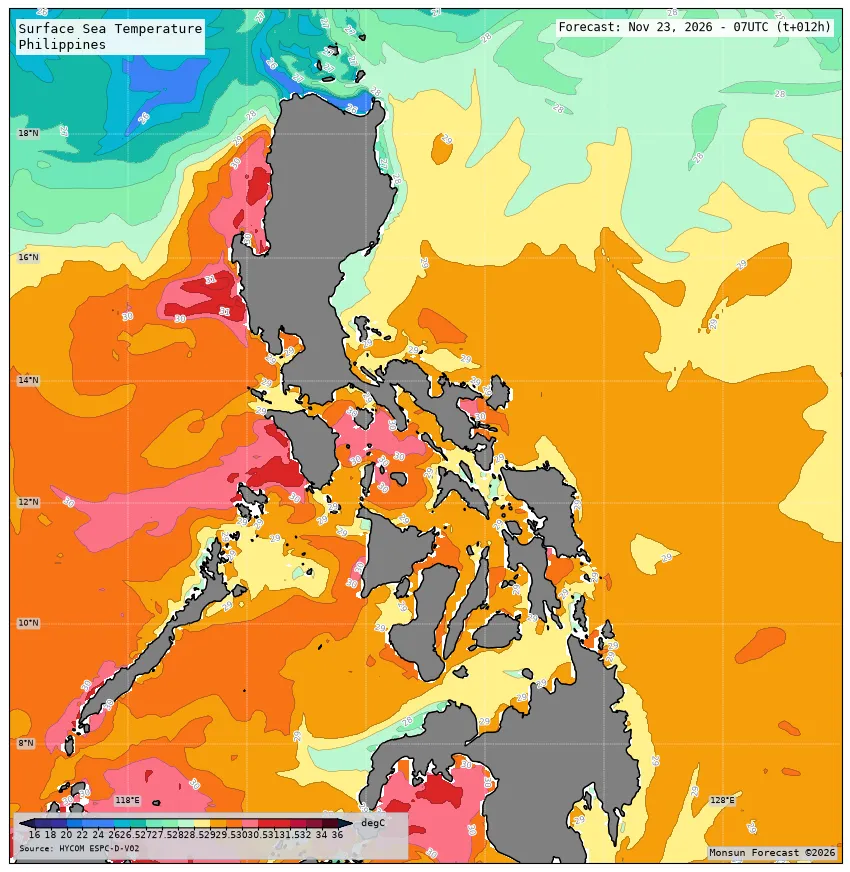 Surface Sea Temperature
Philippines
Forecast: Nov 23, 2026 - 07UTC (t+012h)
18°N
16°N
14°N
12°N
10°N
8°N
118°E
128°E
degC
16 18 20 22 24 26 26.5 27 27.5 28 28.5 29 29.5 30 30.5 31 31.5 32 34 36
Source: HYCOM ESPC-D-V02
Monsun Forecast ©2026